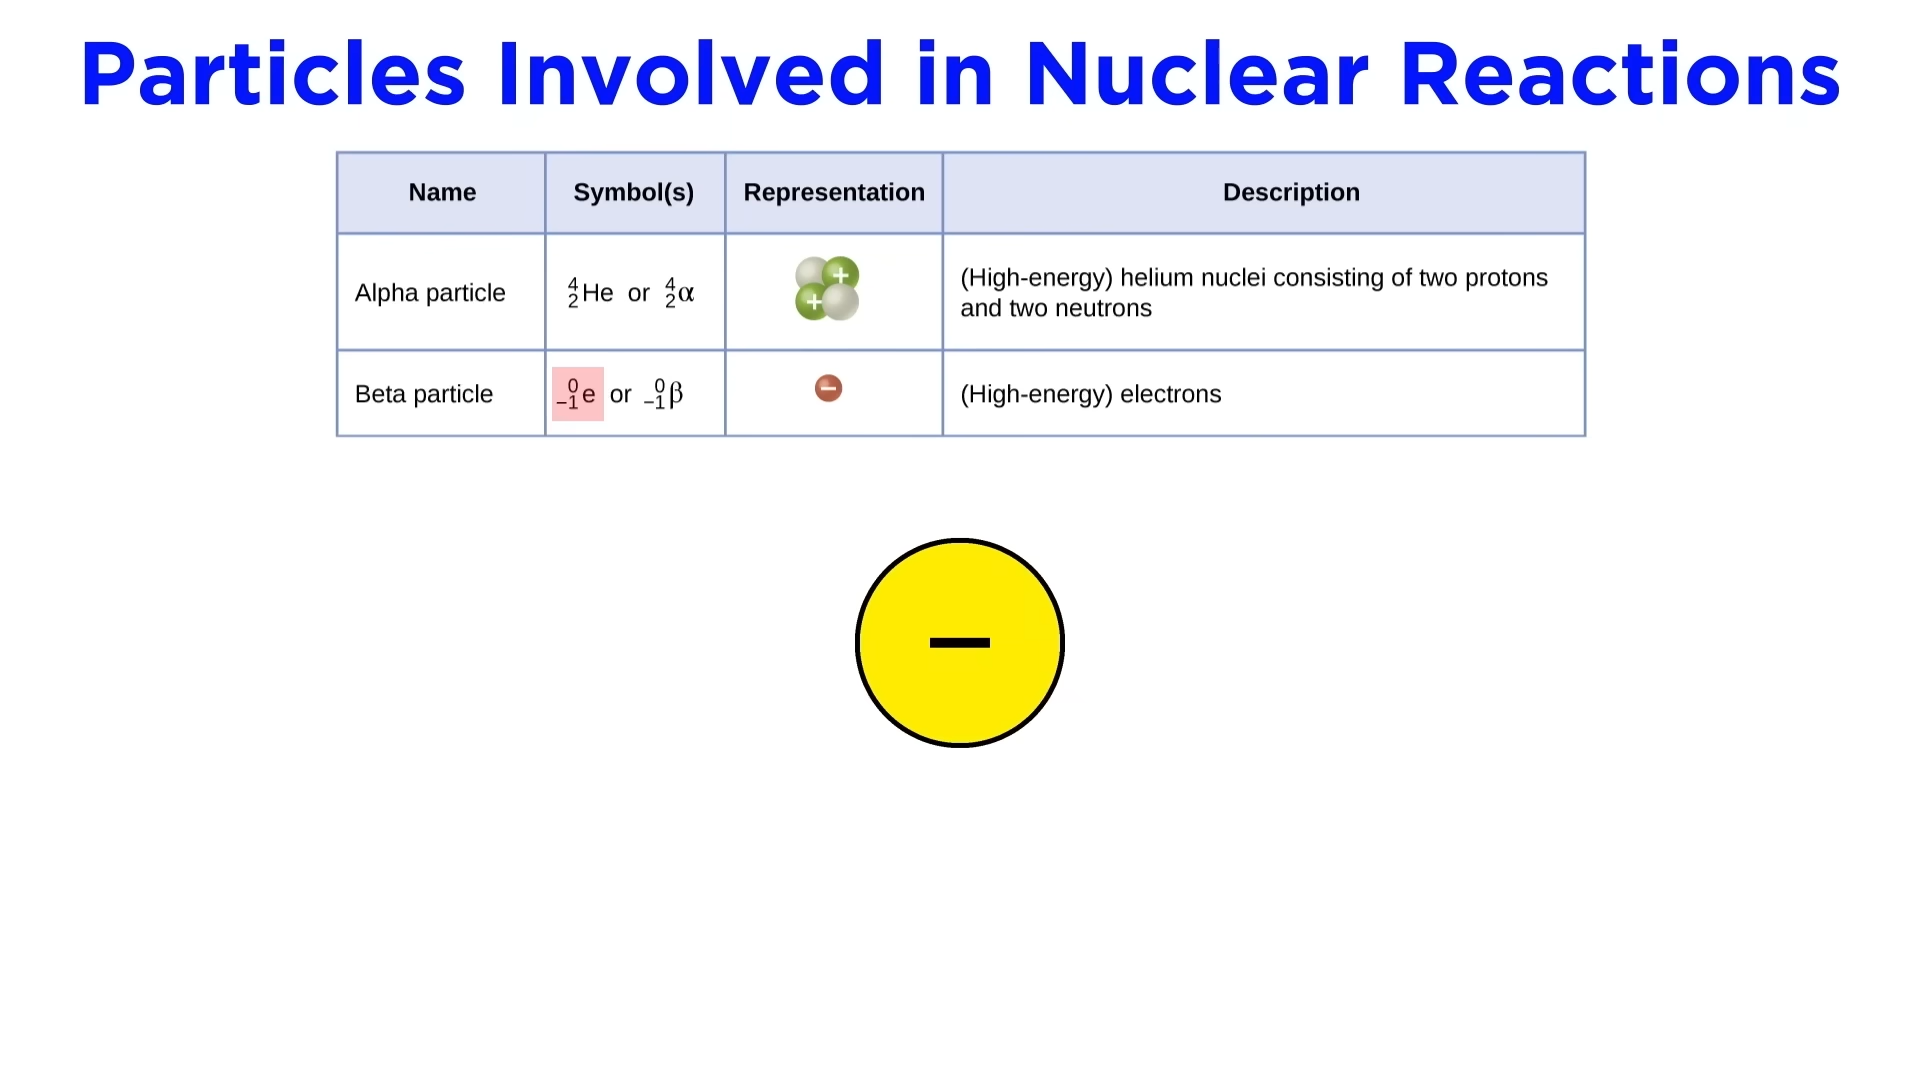 Particles Involved in Nuclear Reactions
Name Symbol(s) Representation Description
Alpha particle ⁴₂He or ⁴₂α + + (High-energy) helium nuclei consisting of two protons
and two neutrons
Beta particle ⁰₋₁e or ⁰₋₁β − (High-energy) electrons
−